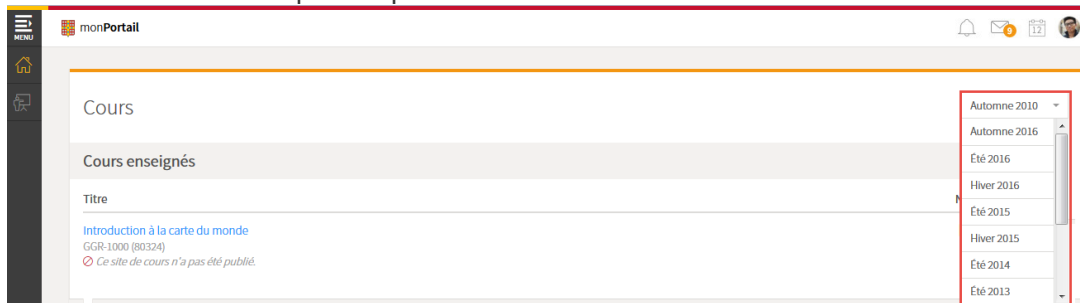 MENU
monPortail
9
12
Cours
Automne 2010
Automne 2016
Cours enseignés
Été 2016
Hiver 2016
Titre
Été 2015
Introduction à la carte du monde
Hiver 2015
GGR-1000 (80324)
Ce site de cours n'a pas été publié.
Été 2014
Été 2013